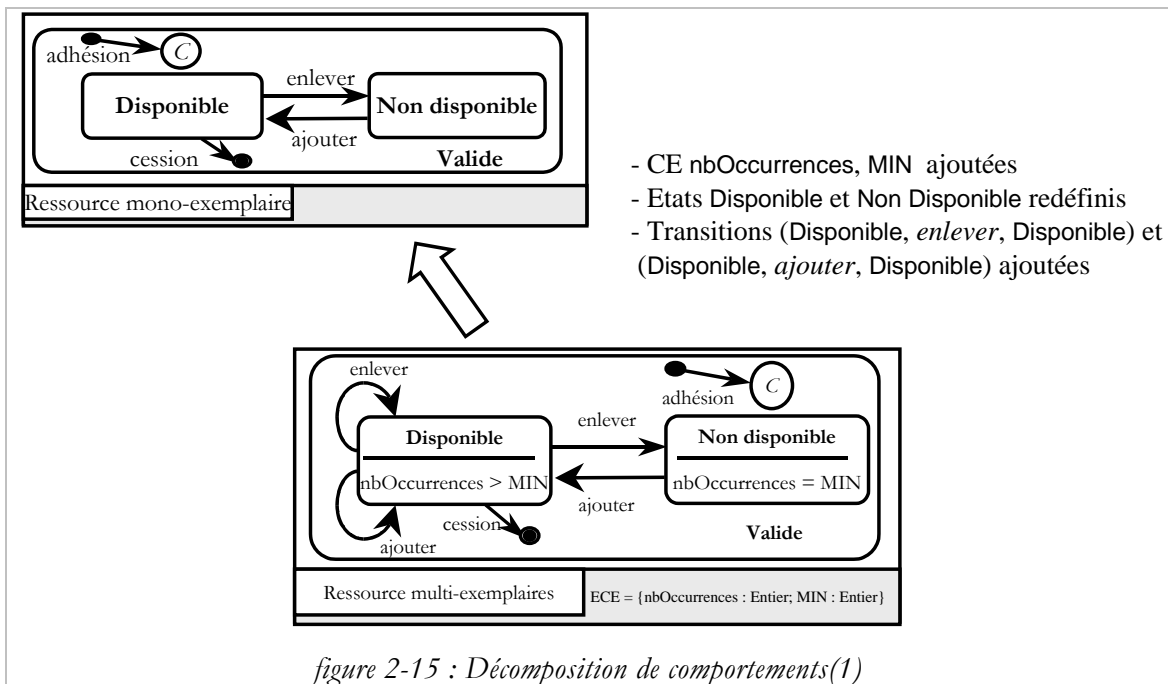 adhésion
C
enlever
Disponible
Non disponible
ajouter
cession
Valide
Ressource mono-exemplaire
- CE nbOccurrences, MIN ajoutées
- Etats Disponible et Non Disponible redéfinis
- Transitions (Disponible, enlever, Disponible) et
(Disponible, ajouter, Disponible) ajoutées
enlever
C
adhésion
enlever
Disponible
Non disponible
nbOccurrences > MIN
nbOccurrences = MIN
ajouter
cession
Valide
ajouter
Ressource multi-exemplaires
ECE = {nbOccurrences : Entier; MIN : Entier}
figure 2-15 : Décomposition de comportements(1)